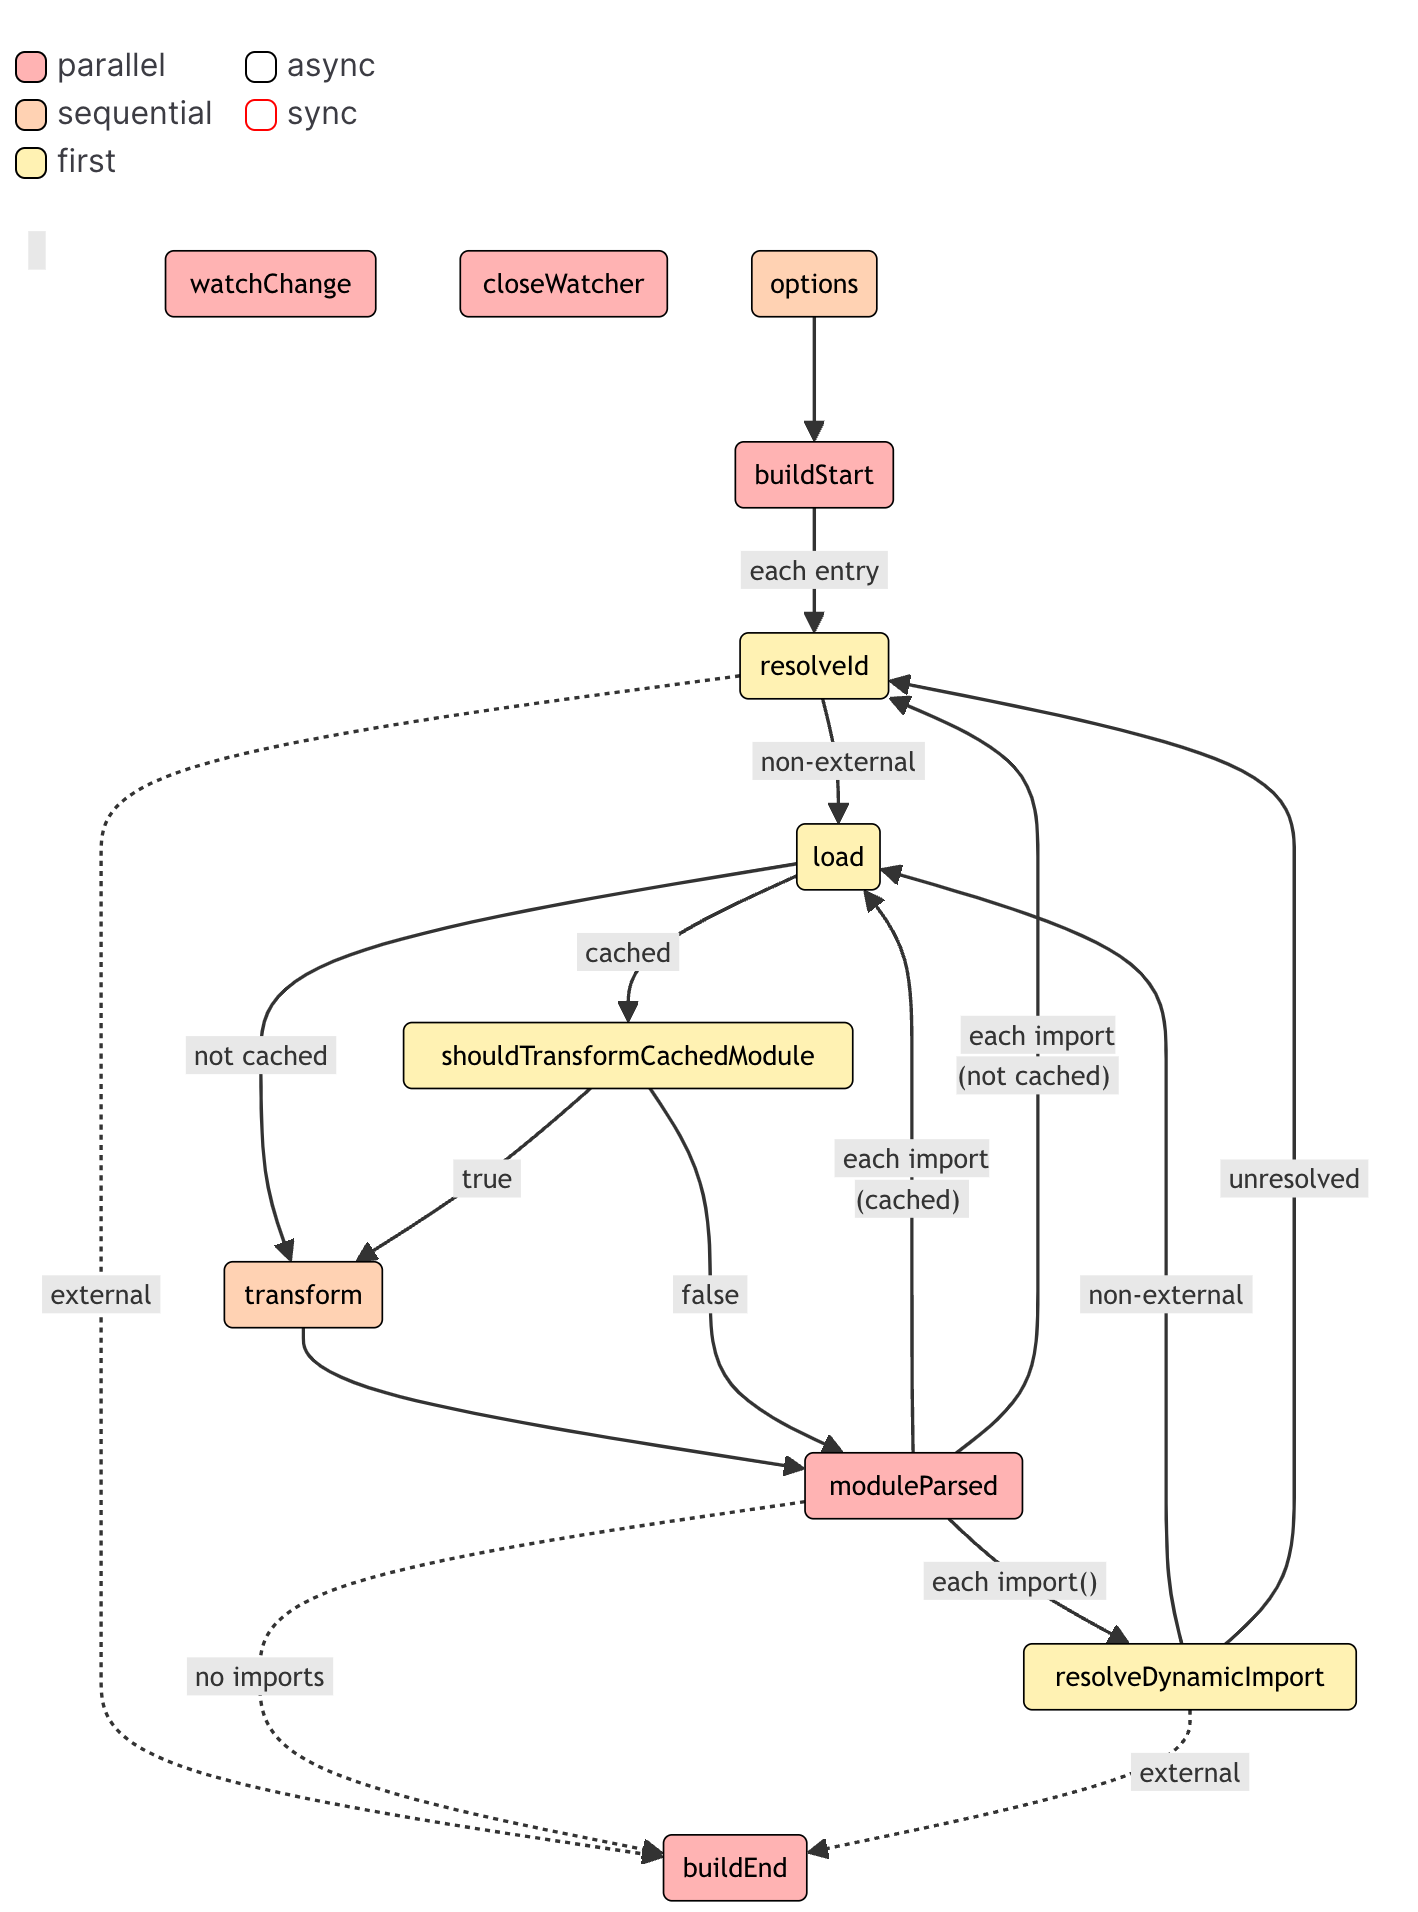 parallel
async
sequential
sync
first
watchChange
closeWatcher
options
buildStart
each entry
resolveId
non-external
load
cached
each import
(not cached)
not cached
shouldTransformCachedModule
each import
(cached)
true
unresolved
external
transform
false
non-external
moduleParsed
each import()
no imports
resolveDynamicImport
external
buildEnd